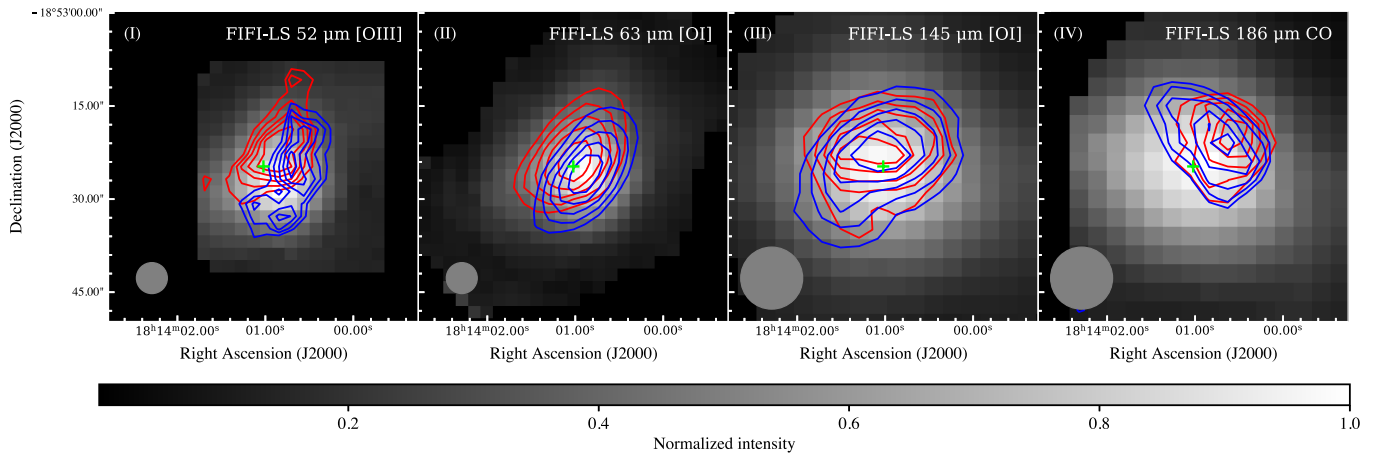 −18°53'00.00"
15.00"
30.00"
45.00"
Declination (J2000)
(I) FIFI-LS 52 μm [OIII]
(II) FIFI-LS 63 μm [OI]
(III) FIFI-LS 145 μm [OI]
(IV) FIFI-LS 186 μm CO
18ʰ14ᵐ02.00ˢ 01.00ˢ 00.00ˢ
18ʰ14ᵐ02.00ˢ 01.00ˢ 00.00ˢ
18ʰ14ᵐ02.00ˢ 01.00ˢ 00.00ˢ
18ʰ14ᵐ02.00ˢ 01.00ˢ 00.00ˢ
Right Ascension (J2000)
Right Ascension (J2000)
Right Ascension (J2000)
Right Ascension (J2000)
0.2 0.4 0.6 0.8 1.0
Normalized intensity